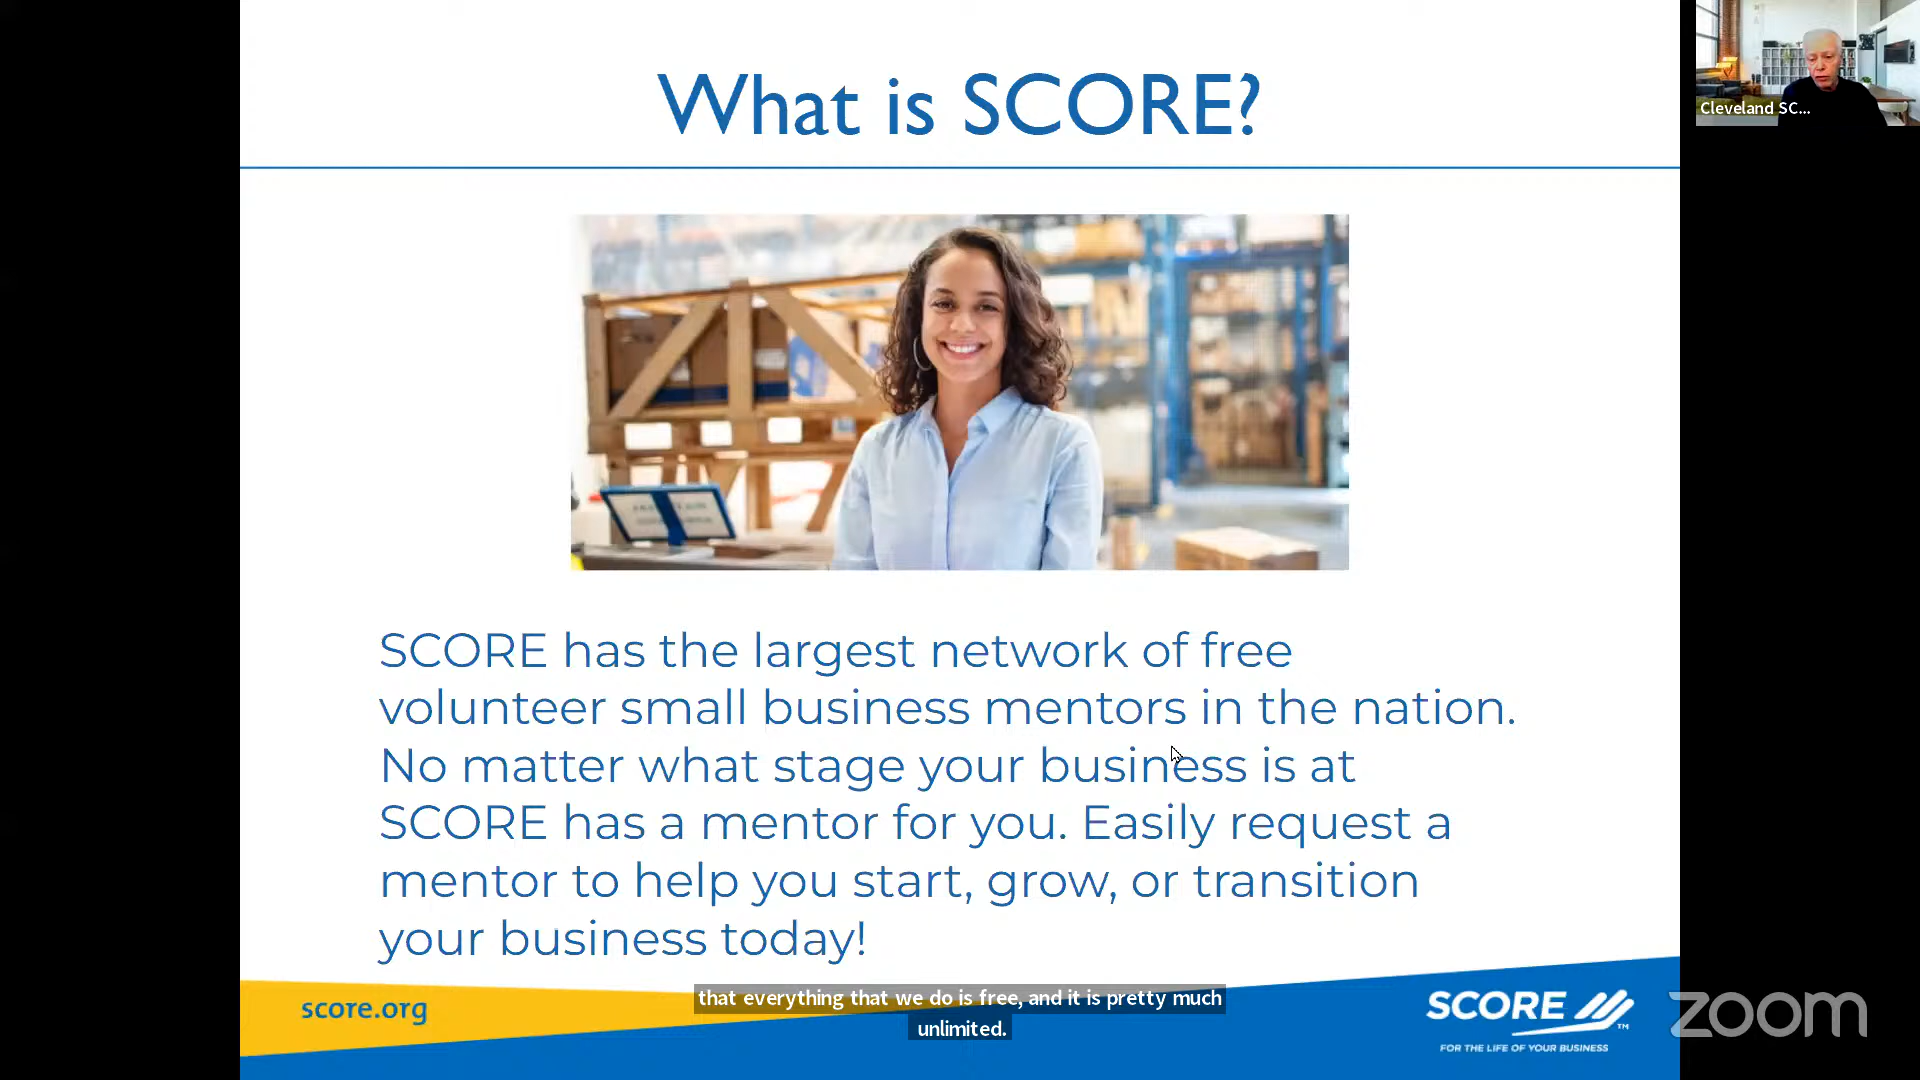 What is SCORE?
Cleveland SC...
SCORE has the largest network of free
volunteer small business mentors in the nation.
No matter what stage your business is at
SCORE has a mentor for you. Easily request a
mentor to help you start, grow, or transition
your business today!
that everything that we do is free, and it is pretty much
unlimited.
score.org
SCORE
TM
FOR THE LIFE OF YOUR BUSINESS
zoom